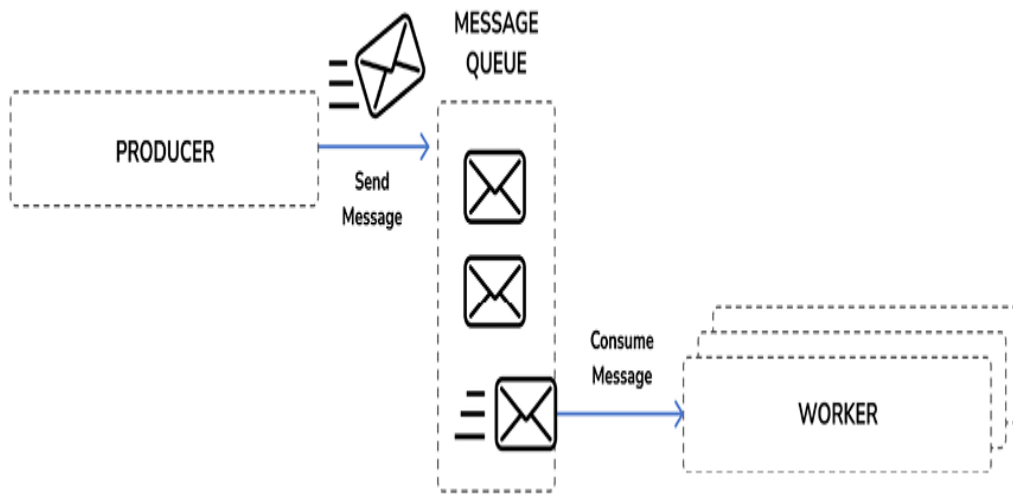 MESSAGE
QUEUE
PRODUCER
Send
Message
Consume
Message
WORKER